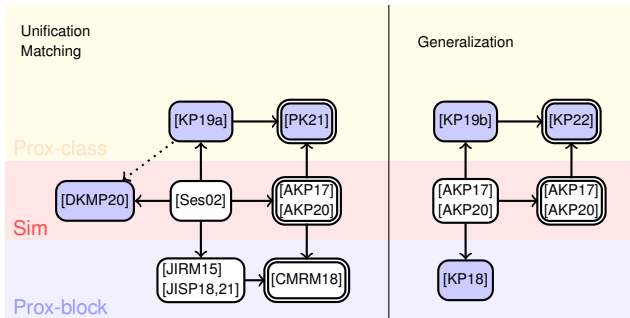 Unification
Matching
Generalization
[KP19a]
[PK21]
[KP19b]
[KP22]
Prox-class
[DKMP20]
[Ses02]
[AKP17]
[AKP20]
[AKP17]
[AKP20]
[AKP17]
[AKP20]
Sim
[JIRM15]
[JISP18,21]
[CMRM18]
[KP18]
Prox-block